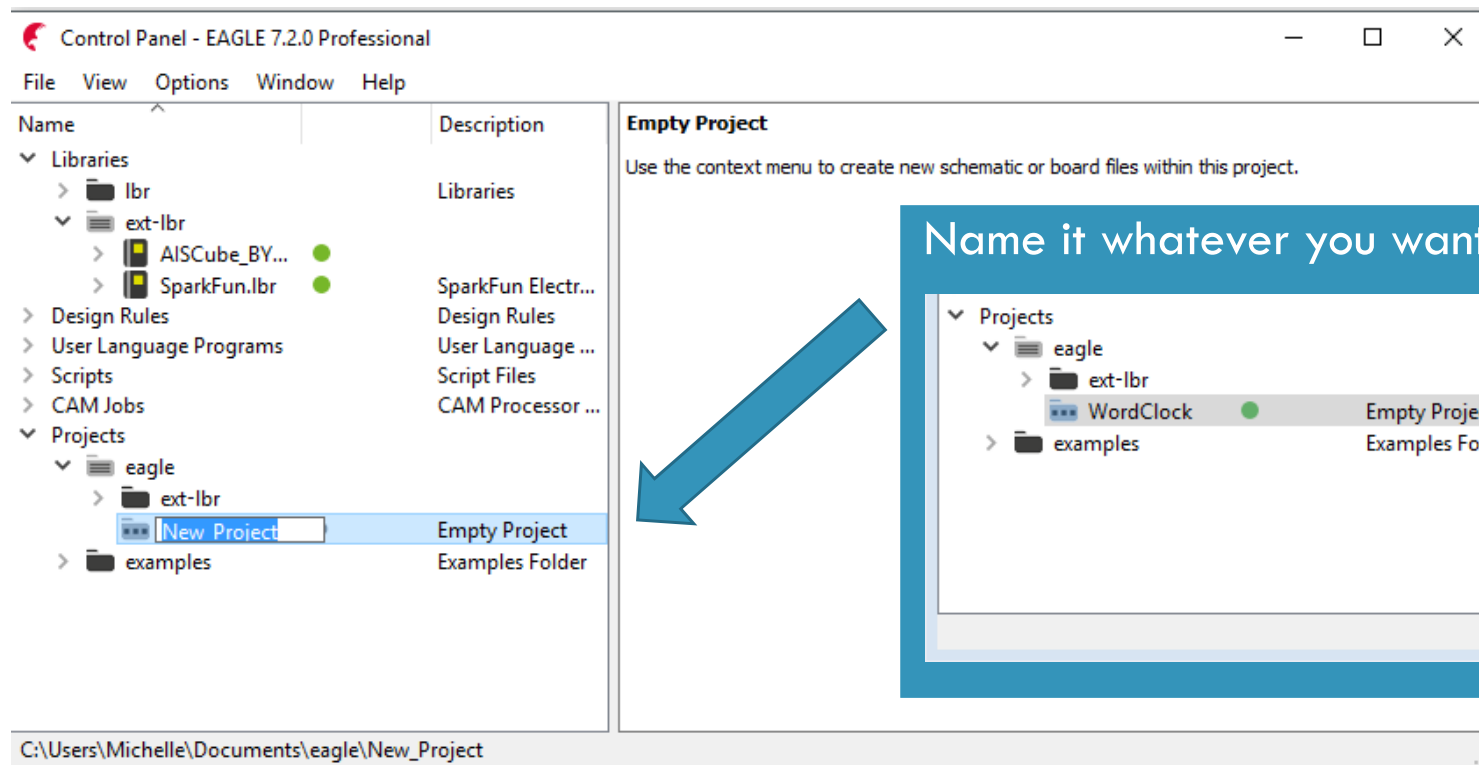 Control Panel - EAGLE 7.2.0 Professional
File View Options Window Help
Name Description
Libraries
lbr Libraries
ext-lbr
AISCube_BY...
SparkFun.lbr SparkFun Electr...
Design Rules Design Rules
User Language Programs User Language ...
Scripts Script Files
CAM Jobs CAM Processor ...
Projects
eagle
ext-lbr
New_Project Empty Project
examples Examples Folder
Empty Project
Use the context menu to create new schematic or board files within this project.
Name it whatever you want
Projects
eagle
ext-lbr
WordClock Empty Proje
examples Examples Fo
C:\Users\Michelle\Documents\eagle\New_Project